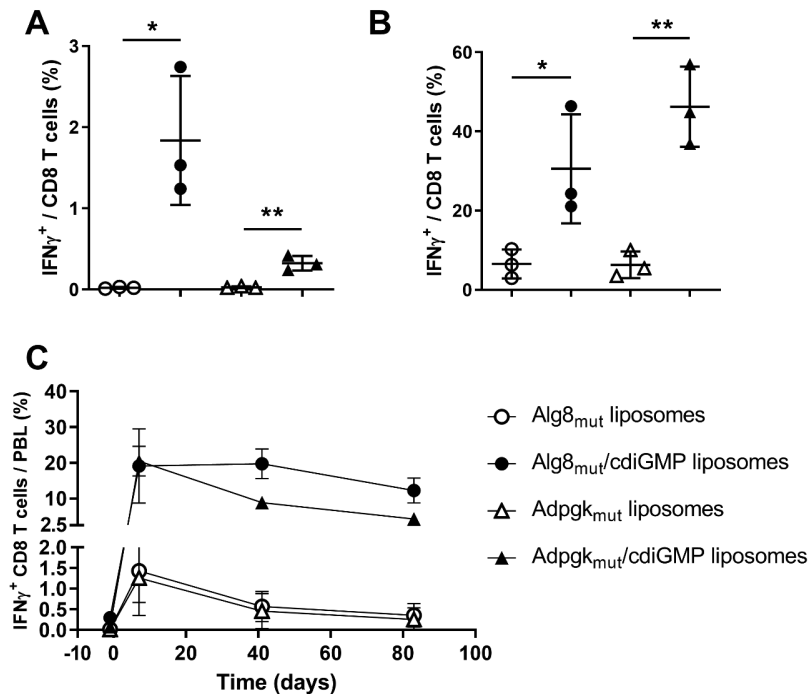 A
IFNγ+ / CD8 T cells (%)
3
2
1
0
*
**
B
IFNγ+ / CD8 T cells (%)
60
40
20
0
*
**
C
IFNγ+ CD8 T cells / PBL (%)
40
30
20
10
2.5
2.0
1.5
1.0
0.5
0.0
-10 0 20 40 60 80 100
Time (days)
Alg8mut liposomes
Alg8mut/cdiGMP liposomes
Adpgkmut liposomes
Adpgkmut/cdiGMP liposomes